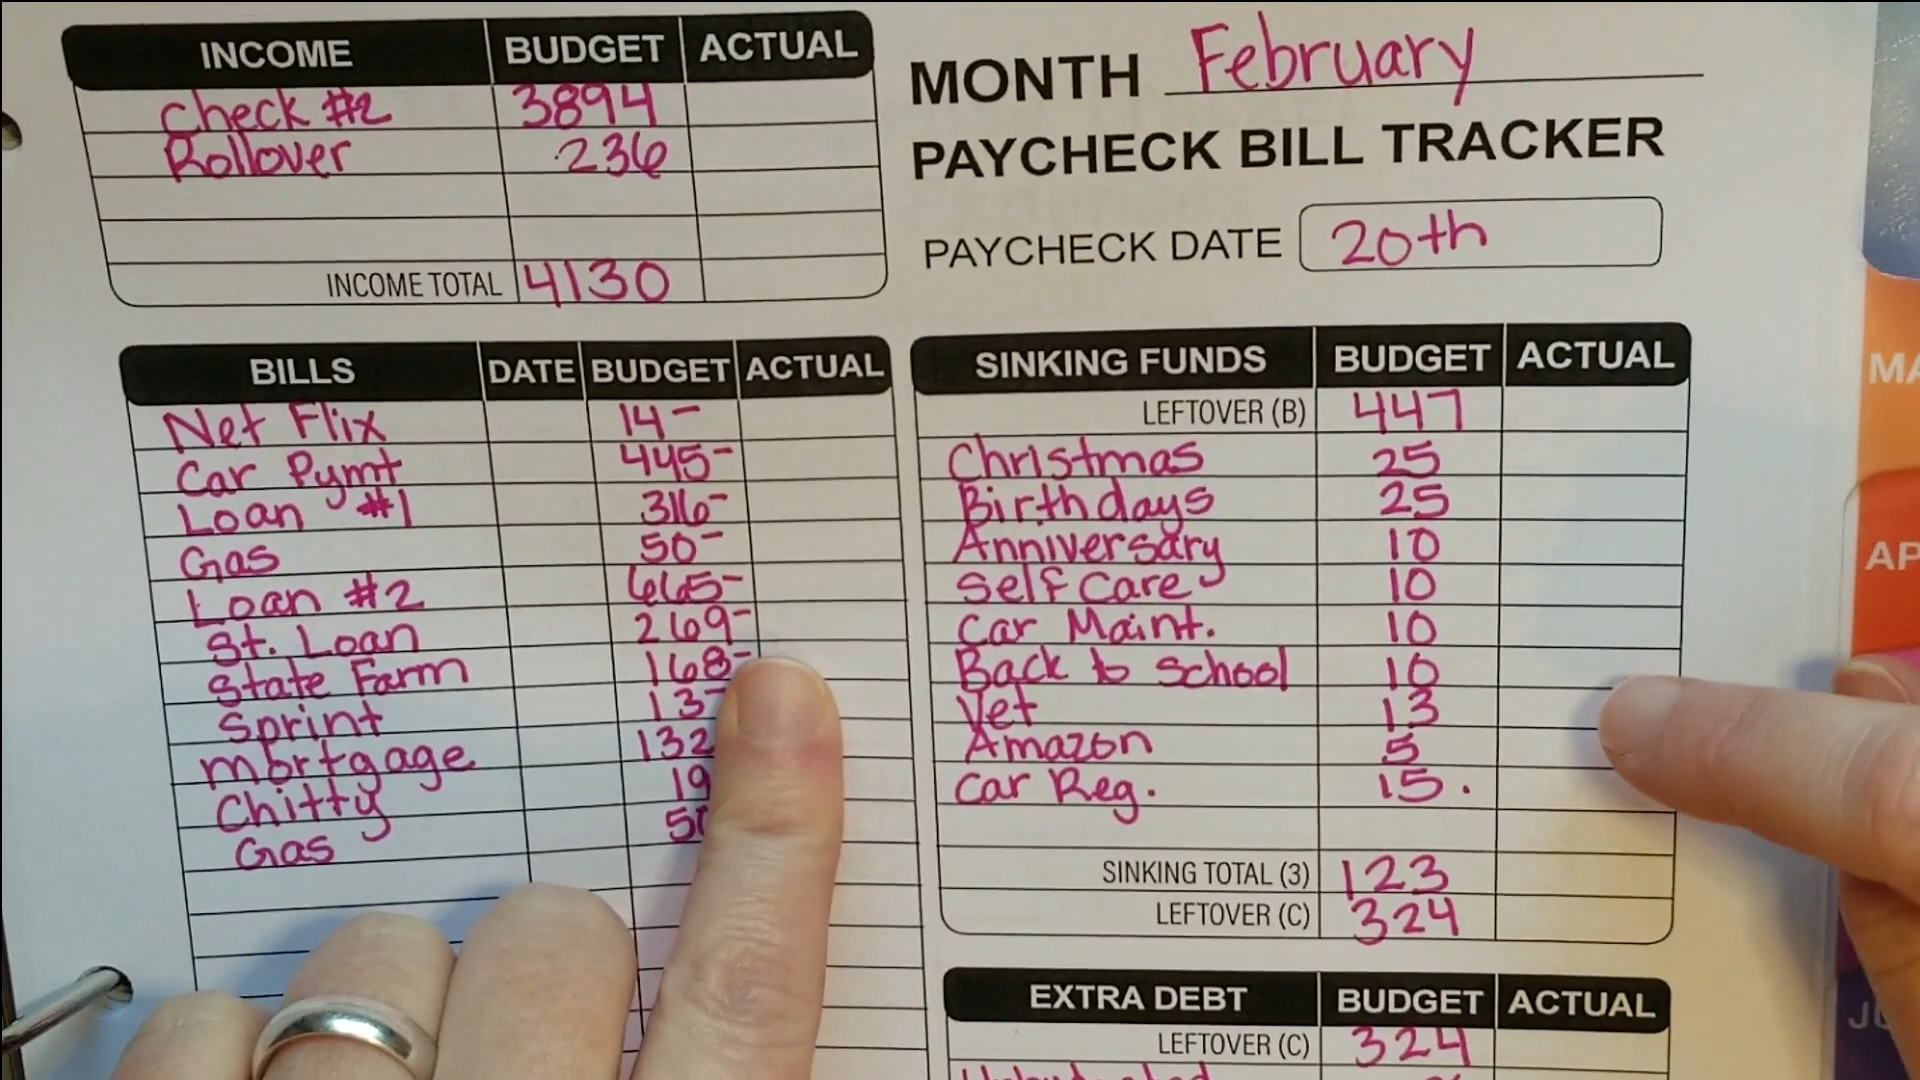 INCOME BUDGET ACTUAL
Check #2 3894
Rollover 236
INCOME TOTAL 4130
MONTH February
PAYCHECK BILL TRACKER
PAYCHECK DATE 20th
BILLS DATE BUDGET ACTUAL
Net Flix 14-
Car Pymt 445-
Loan #1 316-
Gas 50-
Loan #2 665-
St. Loan 269-
State Farm 168-
Sprint
mortgage
Chitty
Gas
SINKING FUNDS BUDGET ACTUAL
LEFTOVER (B) 447
Christmas 25
Birthdays 25
Anniversary 10
Self Care 10
Car Maint. 10
Back to School 10
Vet 13
Amazon 5
Car Reg. 15.
SINKING TOTAL (3) 123
LEFTOVER (C) 324
EXTRA DEBT BUDGET ACTUAL
LEFTOVER (C) 324
MA
AP
JU